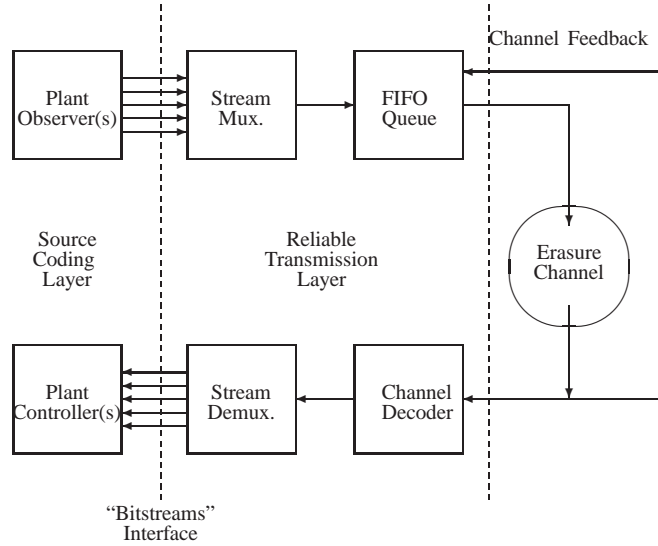 Channel Feedback
Plant
Observer(s)
Stream
Mux.
FIFO
Queue
Source
Coding
Layer
Reliable
Transmission
Layer
Erasure
Channel
Plant
Controller(s)
Stream
Demux.
Channel
Decoder
“Bitstreams”
Interface